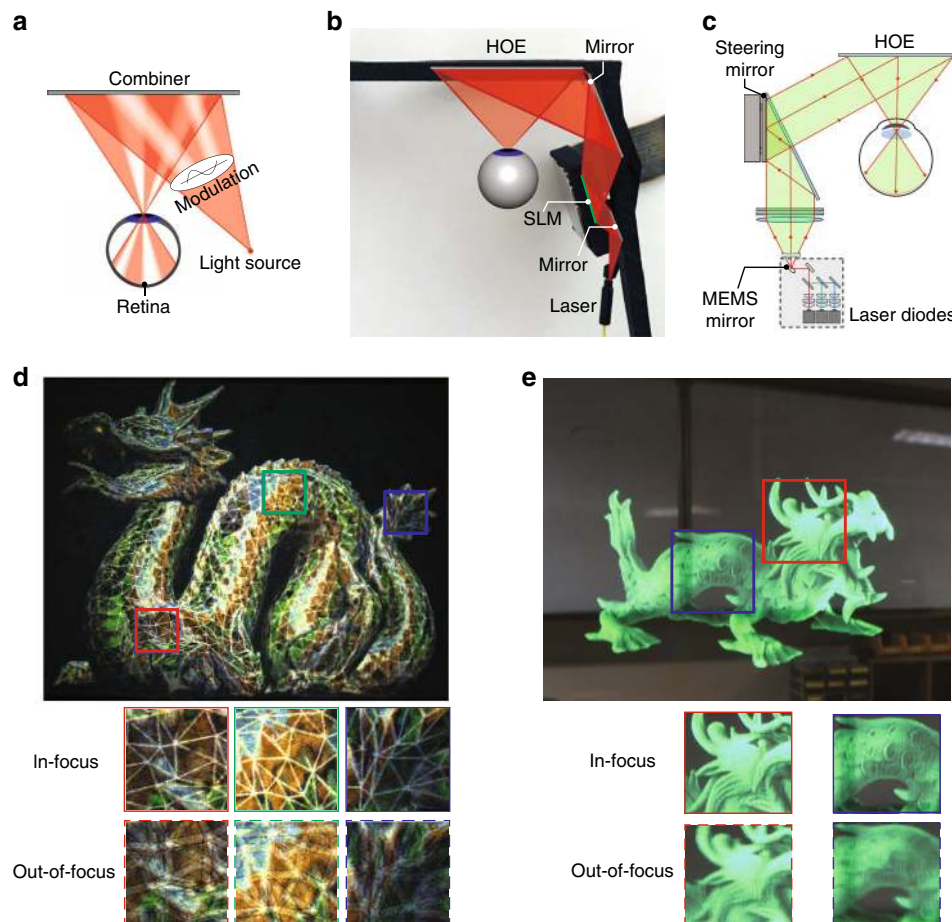 a
Combiner
Modulation
Light source
Retina
b
HOE
Mirror
SLM
Mirror
Laser
c
Steering
mirror
HOE
MEMS
mirror
Laser diodes
d
e
In-focus
Out-of-focus
In-focus
Out-of-focus